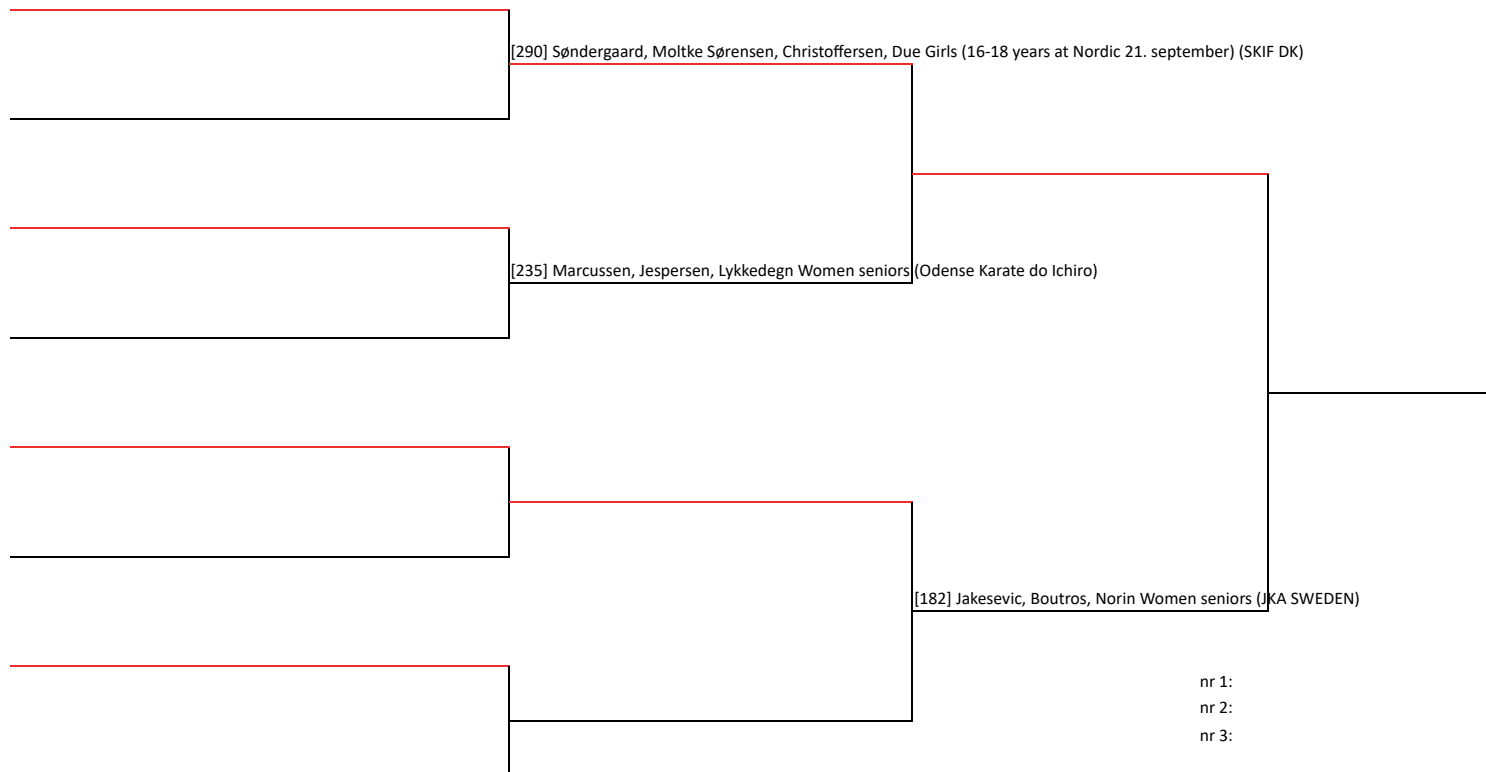 [290] Søndergaard, Moltke Sørensen, Christoffersen, Due Girls (16-18 years at Nordic 21. september) (SKIF DK)
[235] Marcussen, Jespersen, Lykkedegn Women seniors (Odense Karate do Ichiro)
[182] Jakesevic, Boutros, Norin Women seniors (JKA SWEDEN)
nr 1:
nr 2:
nr 3: